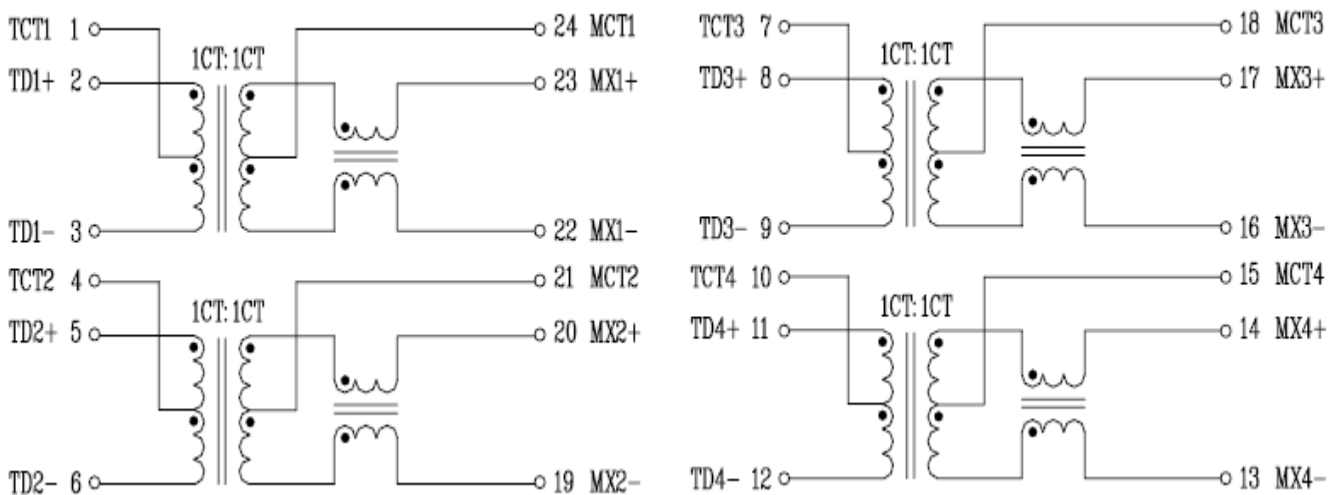 TCT1 1
1CT:1CT
TD1+ 2
TD1- 3
24 MCT1
23 MX1+
22 MX1-
TCT2 4
1CT:1CT
TD2+ 5
TD2- 6
21 MCT2
20 MX2+
19 MX2-
TCT3 7
1CT:1CT
TD3+ 8
TD3- 9
18 MCT3
17 MX3+
16 MX3-
TCT4 10
1CT:1CT
TD4+ 11
TD4- 12
15 MCT4
14 MX4+
13 MX4-